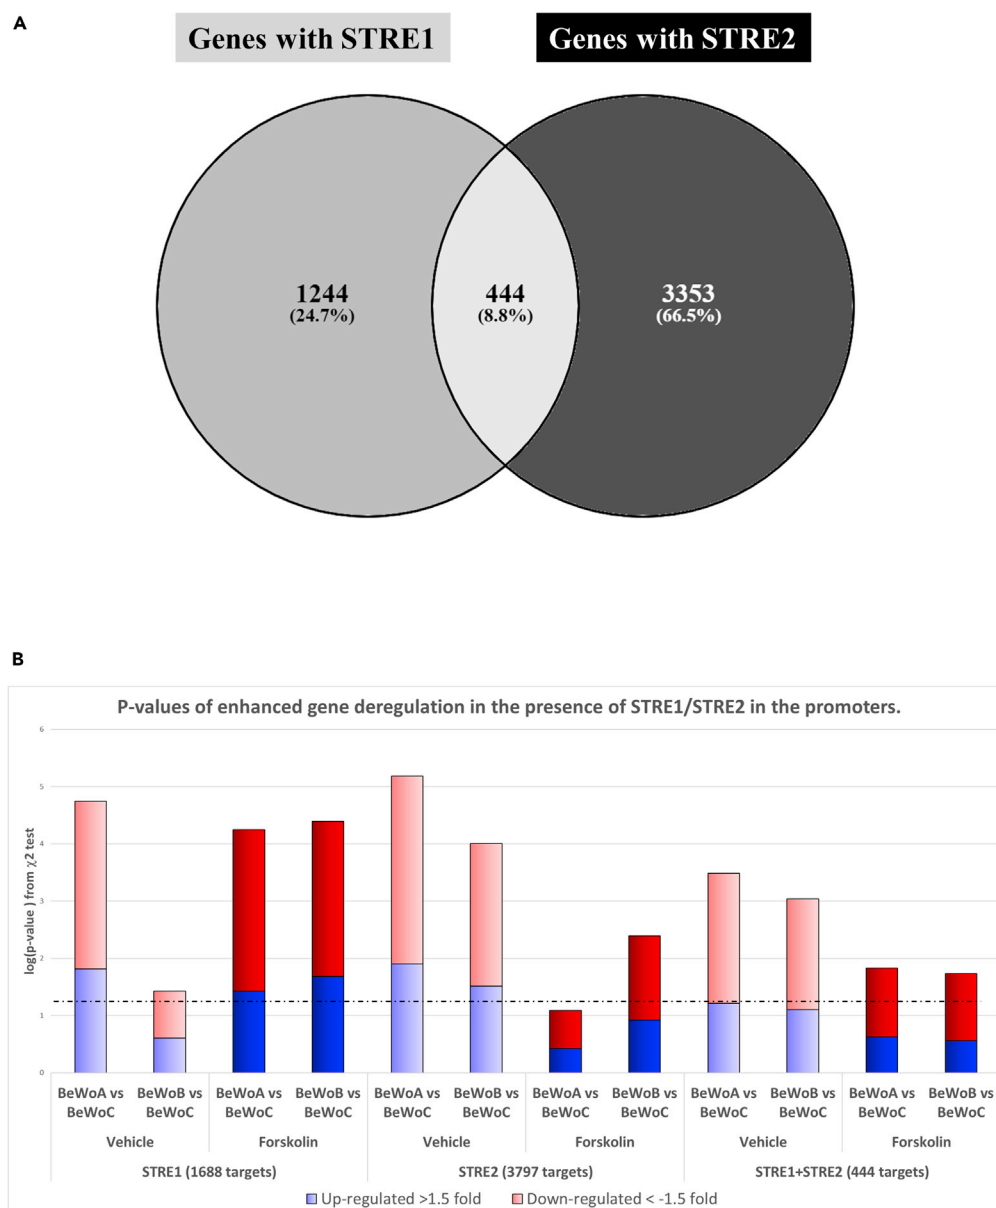 A
Genes with STRE1
Genes with STRE2
1244
(24.7%)
444
(8.8%)
3353
(66.5%)
B
P-values of enhanced gene deregulation in the presence of STRE1/STRE2 in the promoters.
log(p-value ) from χ2 test
6
5
4
3
2
1
0
BeWoA vs BeWoB vs BeWoA vs BeWoB vs BeWoA vs BeWoB vs BeWoA vs BeWoB vs BeWoA vs BeWoB vs BeWoA vs BeWoB vs
BeWoC BeWoC BeWoC BeWoC BeWoC BeWoC BeWoC BeWoC BeWoC BeWoC BeWoC BeWoC
Vehicle Forskolin Vehicle Forskolin Vehicle Forskolin
STRE1 (1688 targets) STRE2 (3797 targets) STRE1+STRE2 (444 targets)
Up-regulated >1.5 fold Down-regulated < -1.5 fold